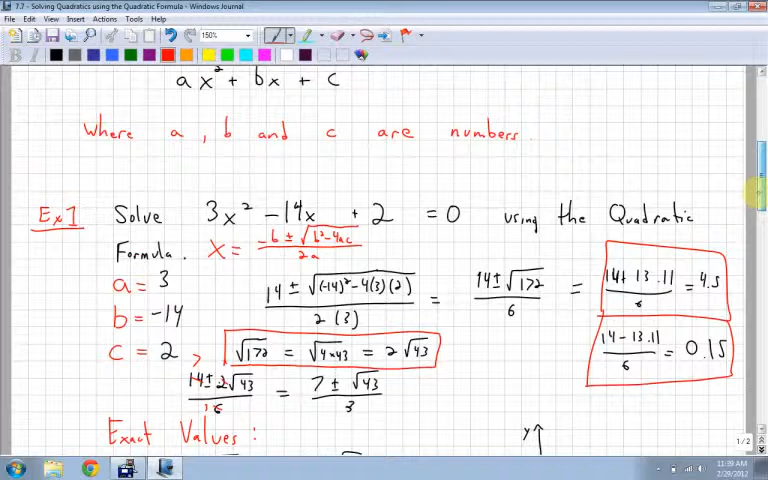 7.7 - Solving Quadratics using the Quadratic Formula - Windows Journal
File Edit View Insert Actions Tools Help
150%
B I
ax² + bx + c
Where a, b and c are numbers
Ex1 Solve 3x² -14x + 2 = 0 using the Quadratic
Formula. x = -b ± √b²-4ac / 2a
a = 3
14 ± √(-14)²-4(3)(2) / 2(3) = 14 ± √172 / 6 = 14+13.11 / 6 = 4.5
b = -14
14-13.11 / 6 = 0.15
c = 2
√172 = √4×43 = 2√43
14 ± 2√43 / 6 = 7 ± √43 / 3
Exact Values:
y
1 / 2
11:39 AM
2/29/2012